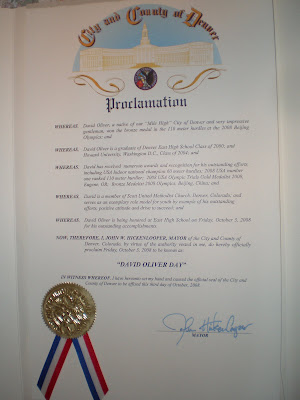 City and County of Denver
Proclamation
WHEREAS, David Oliver, a native of our "Mile High" City of Denver and very impressive
gentleman, won the bronze medal in the 110 meter hurdles at the 2008 Beijing
Olympics; and
WHEREAS, David is a graduate of Denver East High School Class of 2000, and
Howard University, Washington D.C., Class of 2004; and
WHEREAS, David has received numerous awards and recognition for his outstanding efforts
including USA Indoor national champion 60 meter hurdles; 2008 USA number
one ranked 110 meter hurdler; 2008 USA Olympic Trials Gold Medalist 2008,
Eugene, OR; Bronze Medalist 2008 Olympics, Beijing, China; and
WHEREAS, David is a member of Scott United Methodist Church, Denver, Colorado, and
serves as an exemplary role model for youth by example of his outstanding
efforts, positive attitude and drive to succeed; and
WHEREAS, David Oliver is being honored at East High School on Friday, October 3, 2008
for his outstanding accomplishments.
NOW, THEREFORE, I, JOHN W. HICKENLOOPER, MAYOR of the City and County of
Denver, Colorado, by virtue of the authority vested in me, do hereby officially
proclaim Friday, October 3, 2008 to be known as:
"DAVID OLIVER DAY"
IN WITNESS WHEREOF, I have hereunto set my hand and caused the official seal of the City and
County of Denver to be affixed this third day of October, 2008
John Hickenlooper
MAYOR